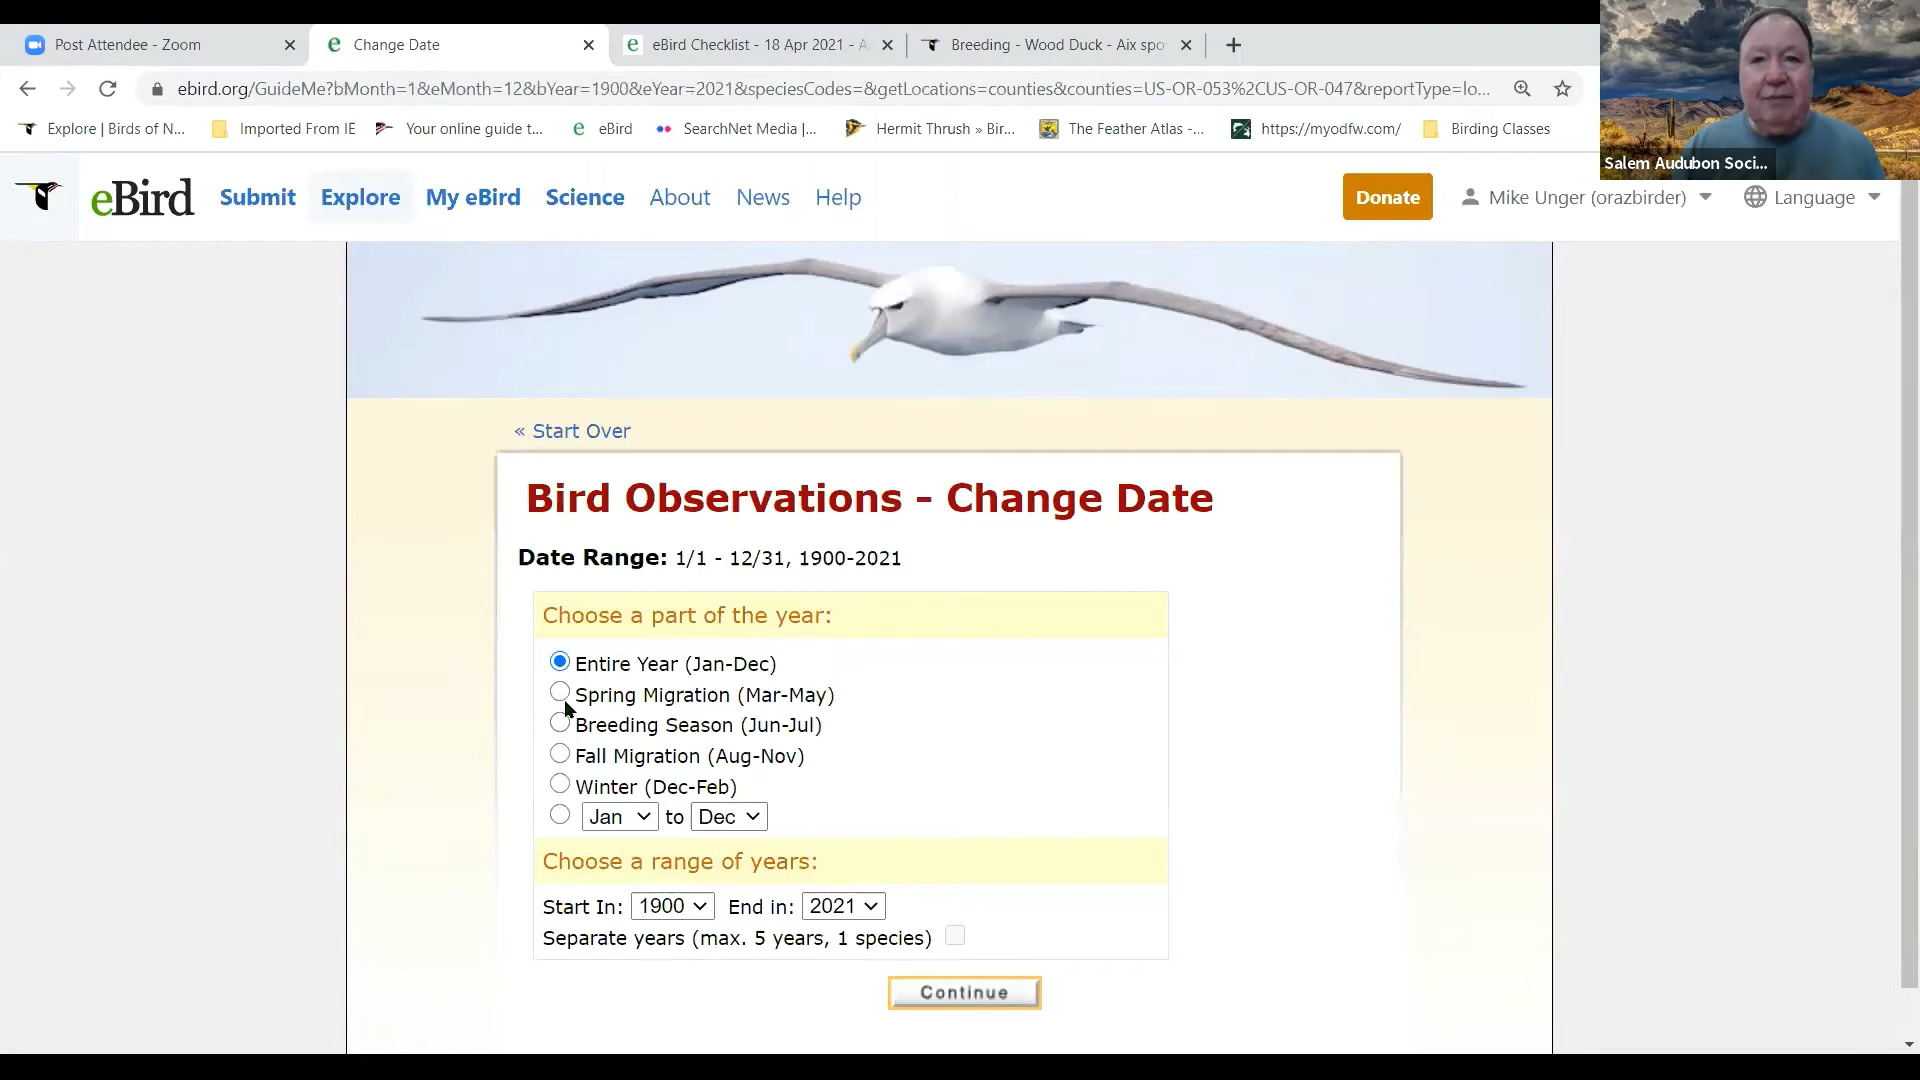 Post Attendee - Zoom
Change Date
eBird Checklist - 18 Apr 2021 - A
Breeding - Wood Duck - Aix spo
ebird.org/GuideMe?bMonth=1&eMonth=12&bYear=1900&eYear=2021&speciesCodes=&getLocations=counties&counties=US-OR-053%2CUS-OR-047&reportType=lo...
Explore | Birds of N...
Imported From IE
Your online guide t...
eBird
SearchNet Media |...
Hermit Thrush » Bir...
The Feather Atlas -...
https://myodfw.com/
Birding Classes
Salem Audubon Soci...
eBird
Submit
Explore
My eBird
Science
About
News
Help
Donate
Mike Unger (orazbirder)
Language
« Start Over
Bird Observations - Change Date
Date Range: 1/1 - 12/31, 1900-2021
Choose a part of the year:
Entire Year (Jan-Dec)
Spring Migration (Mar-May)
Breeding Season (Jun-Jul)
Fall Migration (Aug-Nov)
Winter (Dec-Feb)
Jan to Dec
Choose a range of years:
Start In: 1900 End in: 2021
Separate years (max. 5 years, 1 species)
Continue